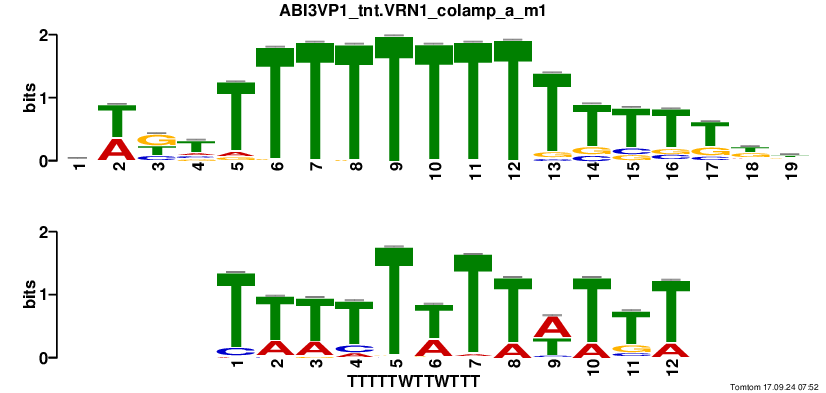 ABI3VP1_tnt.VRN1_colamp_a_m1
2
bits
1
0
1 2 3 4 5 6 7 8 9 10 11 12 13 14 15 16 17 18 19
2
bits
1
0
1 2 3 4 5 6 7 8 9 10 11 12
TTTTTWTTWTTT
Tomtom 17.09.24 07:52